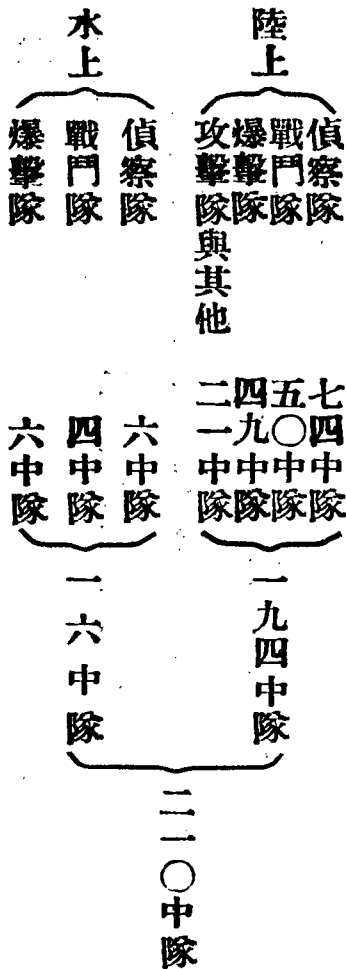 陸上
偵察隊　七四中隊
戰鬥隊　五〇中隊
爆擊隊　四九中隊
攻擊隊與其他　二一中隊
一九四中隊
水上
偵察隊　六中隊
戰鬥隊　四中隊
爆擊隊　六中隊
一六中隊
二一〇中隊